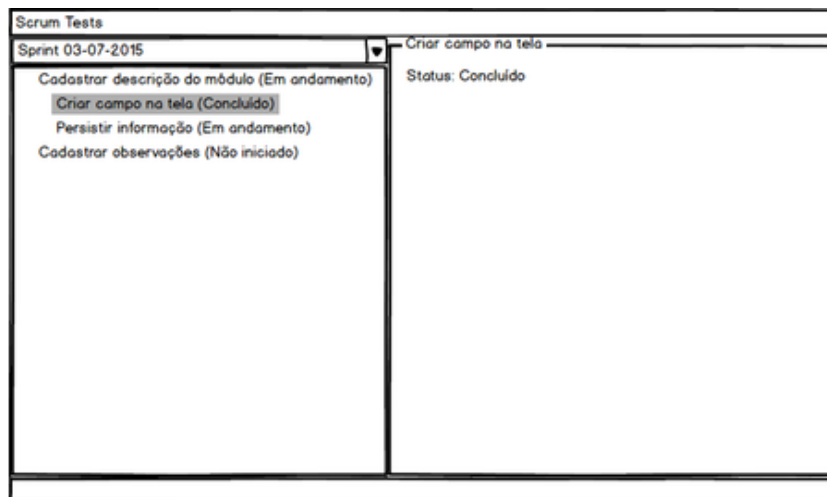 Scrum Tests
Sprint 03-07-2015
Cadastrar descrição do módulo (Em andamento)
Criar campo na tela (Concluído)
Persistir informação (Em andamento)
Cadastrar observações (Não iniciado)
Criar campo na tela
Status: Concluído